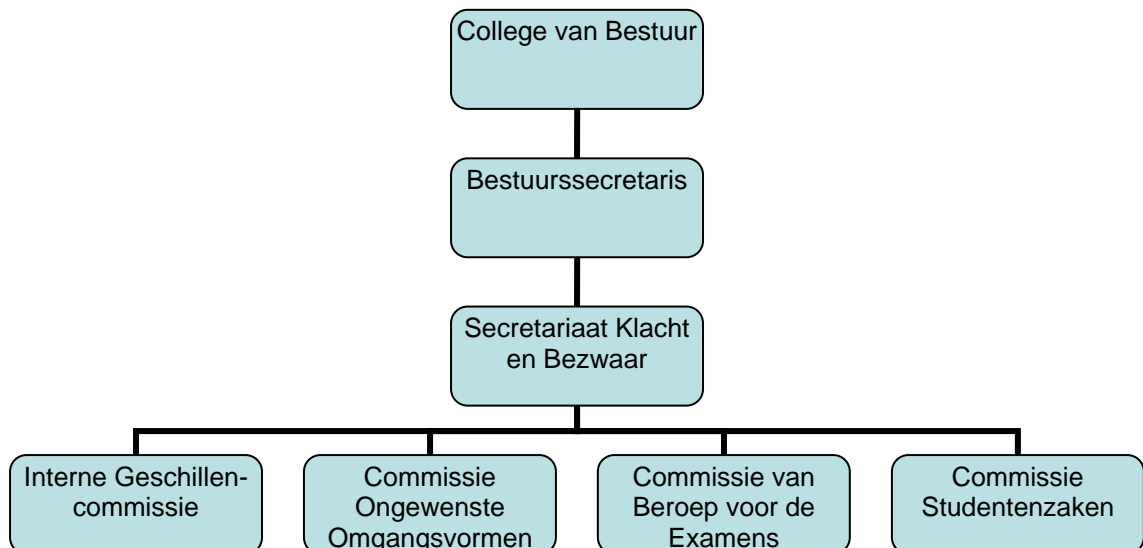 College van Bestuur
Bestuurssecretaris
Secretariaat Klacht
en Bezwaar
Interne Geschillen-
commissie
Commissie
Ongewenste
Omgangsvormen
Commissie van
Beroep voor de
Examens
Commissie
Studentenzaken